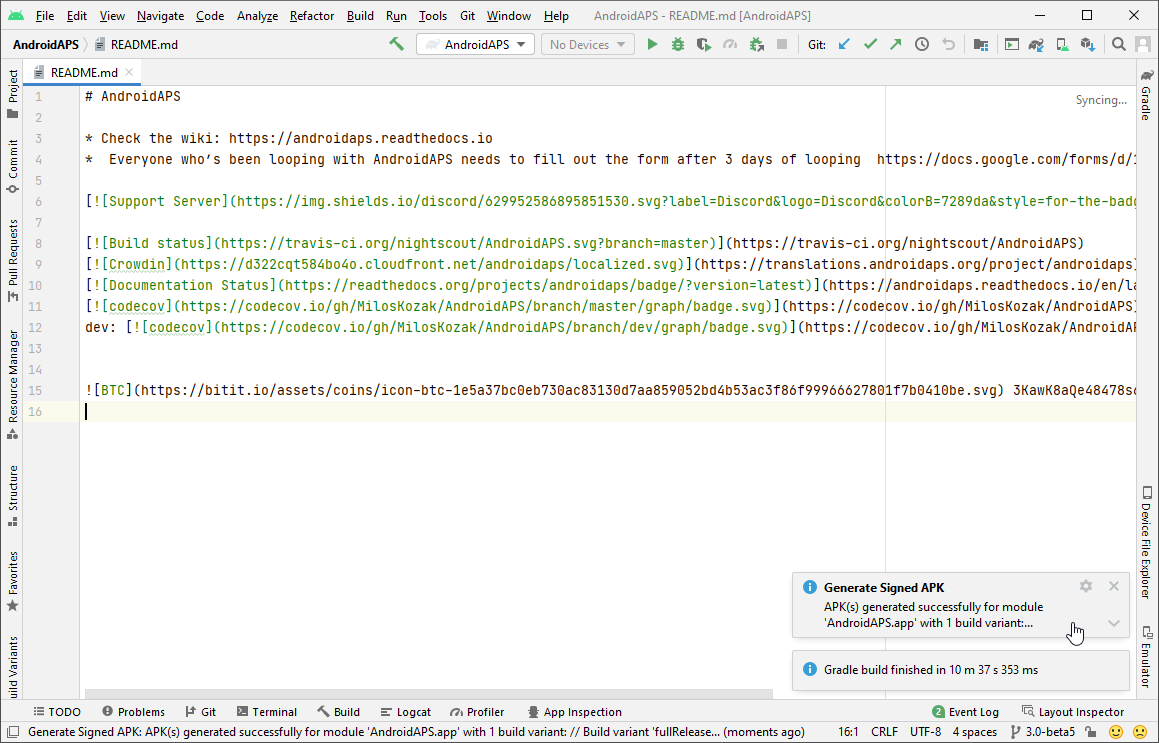 File Edit View Navigate Code Analyze Refactor Build Run Tools Git Window Help AndroidAPS - README.md [AndroidAPS]
AndroidAPS README.md AndroidAPS No Devices Git:
README.md
Syncing...
1 # AndroidAPS
2
3 * Check the wiki: https://androidaps.readthedocs.io
4 *  Everyone who's been looping with AndroidAPS needs to fill out the form after 3 days of looping  https://docs.google.com/forms/d/
5
6 [![Support Server](https://img.shields.io/discord/629952586895851530.svg?label=Discord&logo=Discord&colorB=7289da&style=for-the-badg
7
8 [![Build status](https://travis-ci.org/nightscout/AndroidAPS.svg?branch=master)](https://travis-ci.org/nightscout/AndroidAPS)
9 [![Crowdin](https://d322cqt584bo4o.cloudfront.net/androidaps/localized.svg)](https://translations.androidaps.org/project/androidaps)
10 [![Documentation Status](https://readthedocs.org/projects/androidaps/badge/?version=latest)](https://androidaps.readthedocs.io/en/la
11 [![codecov](https://codecov.io/gh/MilosKozak/AndroidAPS/branch/master/graph/badge.svg)](https://codecov.io/gh/MilosKozak/AndroidAPS)
12 dev: [![codecov](https://codecov.io/gh/MilosKozak/AndroidAPS/branch/dev/graph/badge.svg)](https://codecov.io/gh/MilosKozak/AndroidAP
13
14
15 ![BTC](https://bitit.io/assets/coins/icon-btc-1e5a37bc0eb730ac83130d7aa859052bd4b53ac3f86f99966627801f7b0410be.svg) 3KawK8aQe48478s
16
Project
Commit
Pull Requests
Resource Manager
Structure
Favorites
uild Variants
Gradle
Device File Explorer
Emulator
Generate Signed APK
APK(s) generated successfully for module
'AndroidAPS.app' with 1 build variant:...
Gradle build finished in 10 m 37 s 353 ms
TODO Problems Git Terminal Build Logcat Profiler App Inspection 2 Event Log Layout Inspector
Generate Signed APK: APK(s) generated successfully for module 'AndroidAPS.app' with 1 build variant: // Build variant 'fullRelease... (moments ago) 16:1 CRLF UTF-8 4 spaces 3.0-beta5